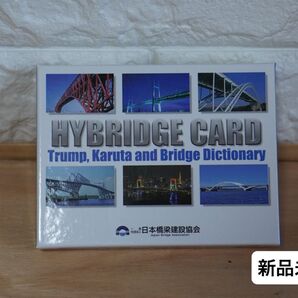 HYBRIDGE CARD
Trump, Karuta and Bridge Dictionary
日本橋梁建設協会
Japan Bridge Association
新品